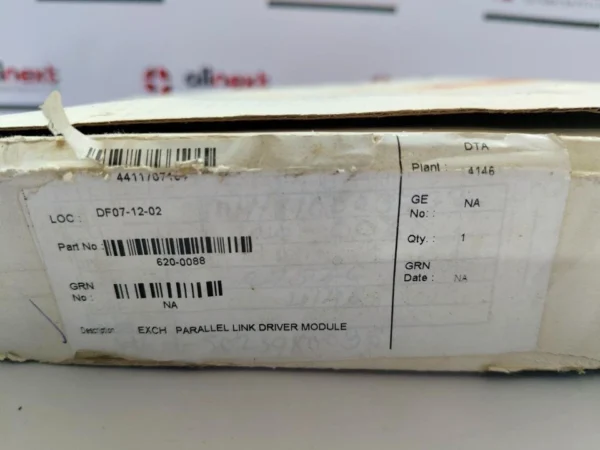 olinext
DTA
Plant : 4146
LOC : DF07-12-02
GE No: NA
Part No :
620-0088
Qty. : 1
GRN No : NA
GRN Date : NA
Description EXCH PARALLEL LINK DRIVER MODULE